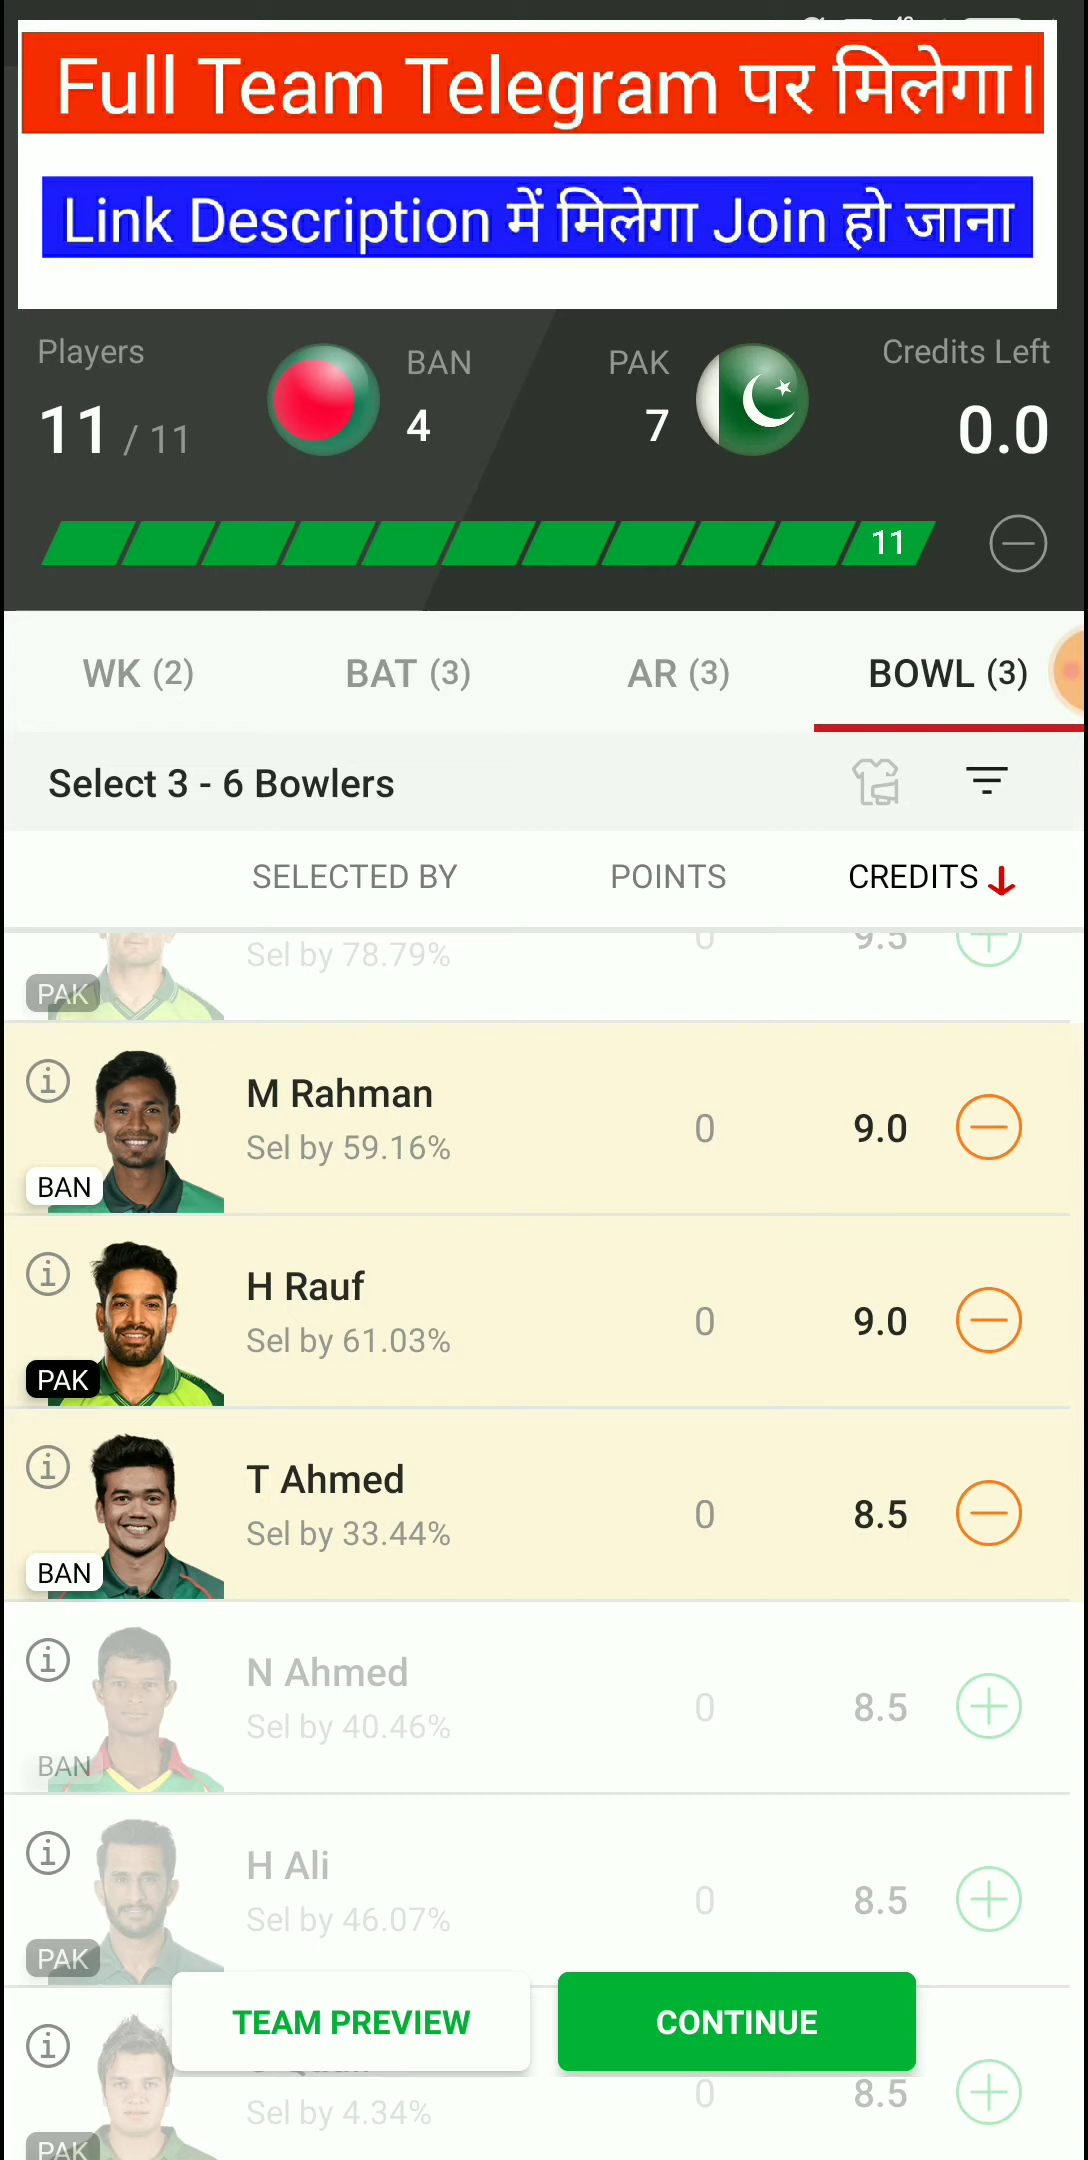 Full Team Telegram पर मिलेगा।
Link Description में मिलेगा Join हो जाना
Players BAN PAK Credits Left
11 / 11 4 7 0.0
11
WK (2) BAT (3) AR (3) BOWL (3)
Select 3 - 6 Bowlers
SELECTED BY POINTS CREDITS
Sel by 78.79% 0 9.5
PAK
M Rahman
Sel by 59.16% 0 9.0
BAN
H Rauf
Sel by 61.03% 0 9.0
PAK
T Ahmed
Sel by 33.44% 0 8.5
BAN
N Ahmed
Sel by 40.46% 0 8.5
BAN
H Ali
Sel by 46.07% 0 8.5
PAK
TEAM PREVIEW CONTINUE
Sel by 4.34% 0 8.5
PAK